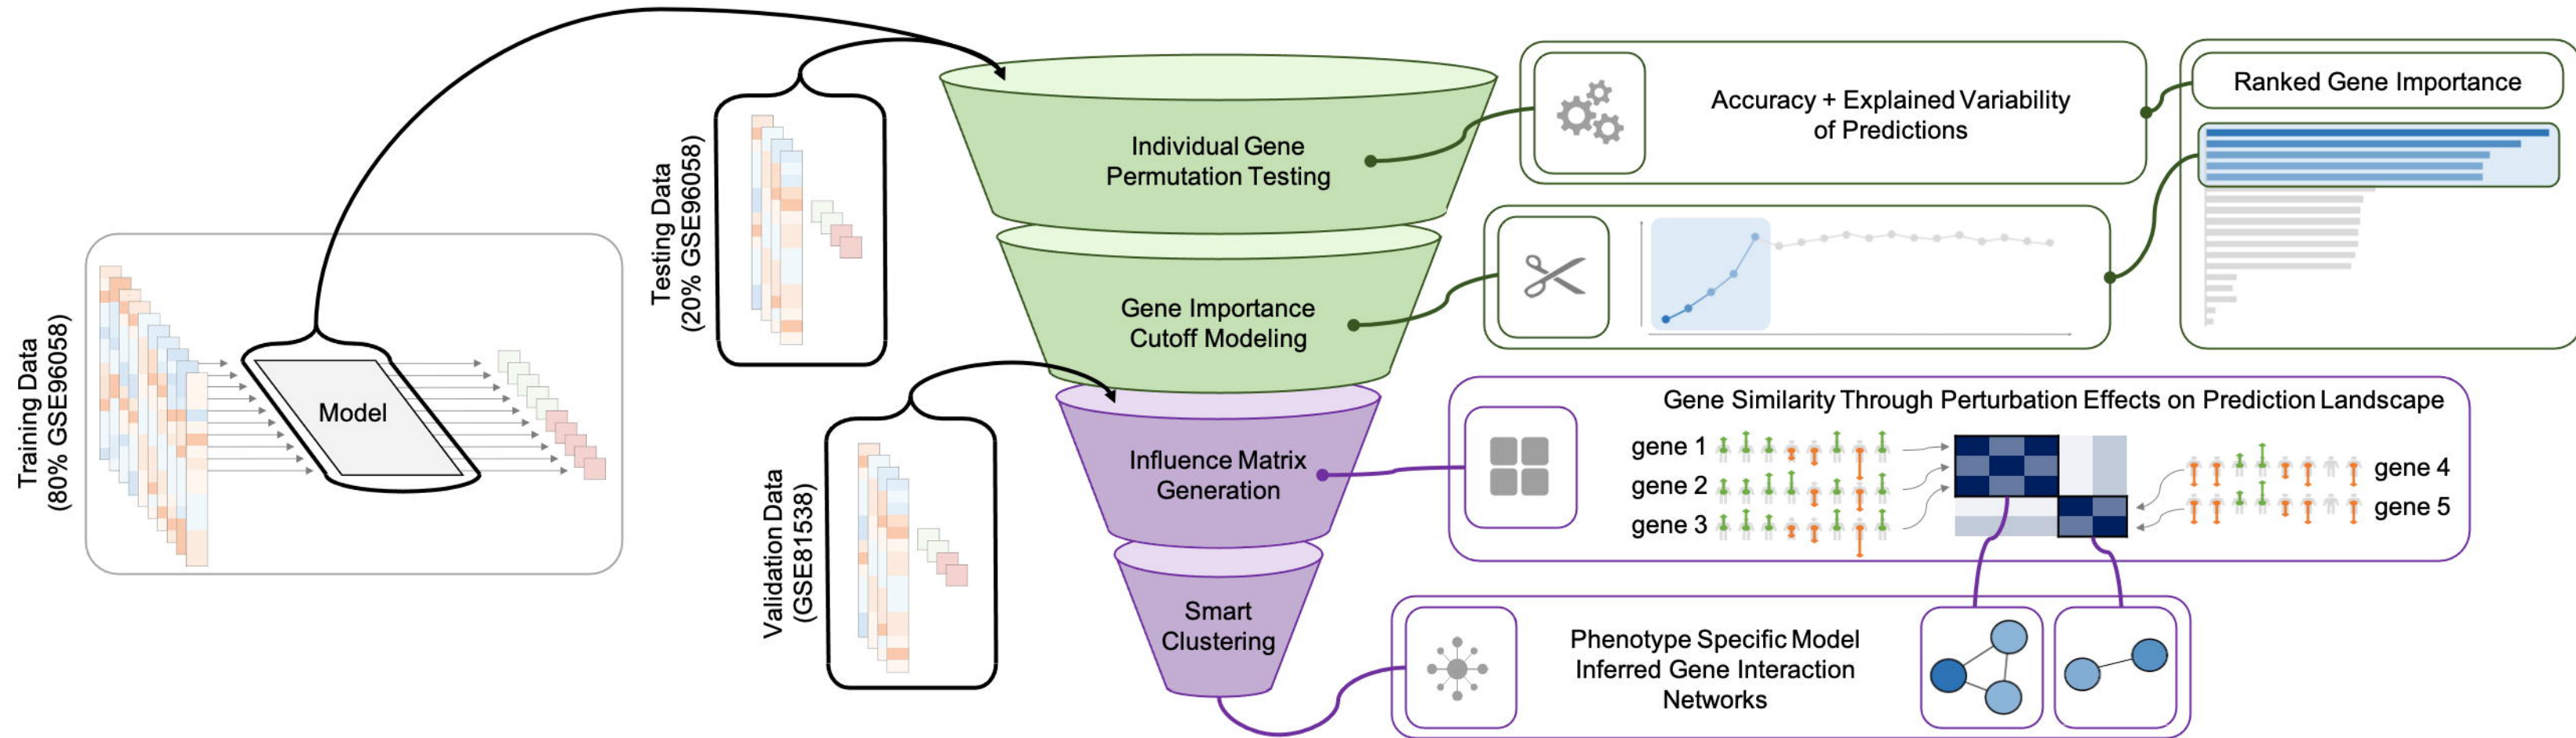 Training Data
(80% GSE96058)
Model
Testing Data
(20% GSE96058)
Validation Data
(GSE81538)
Individual Gene
Permutation Testing
Gene Importance
Cutoff Modeling
Influence Matrix
Generation
Smart
Clustering
Accuracy + Explained Variability
of Predictions
Ranked Gene Importance
Gene Similarity Through Perturbation Effects on Prediction Landscape
gene 1
gene 2
gene 3
gene 4
gene 5
Phenotype Specific Model
Inferred Gene Interaction
Networks